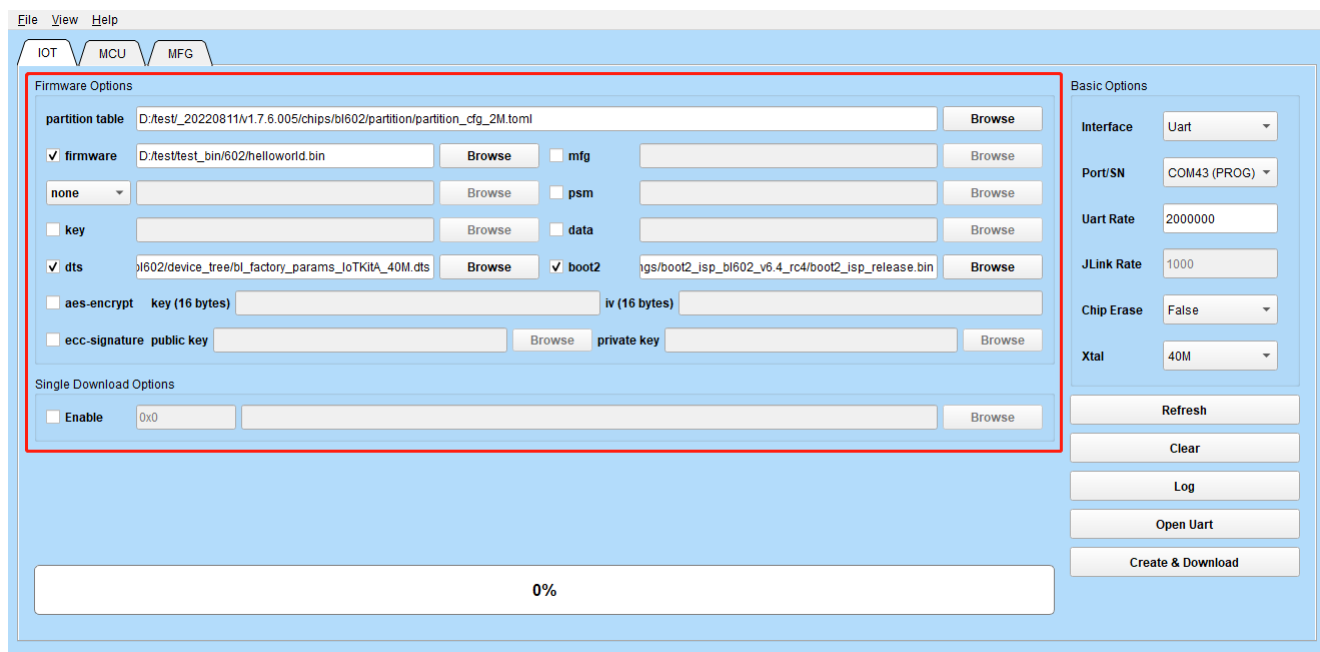 File View Help
IOT MCU MFG
Firmware Options
partition table D:/test/_20220811/v1.7.6.005/chips/bl602/partition/partition_cfg_2M.toml Browse
firmware D:/test/test_bin/602/helloworld.bin Browse mfg Browse
none Browse psm Browse
key Browse data Browse
dts bl602/device_tree/bl_factory_params_IoTKitA_40M.dts Browse boot2 ngs/boot2_isp_bl602_v6.4_rc4/boot2_isp_release.bin Browse
aes-encrypt key (16 bytes) iv (16 bytes)
ecc-signature public key Browse private key Browse
Single Download Options
Enable 0x0 Browse
0%
Basic Options
Interface Uart
Port/SN COM43 (PROG)
Uart Rate 2000000
JLink Rate 1000
Chip Erase False
Xtal 40M
Refresh
Clear
Log
Open Uart
Create & Download